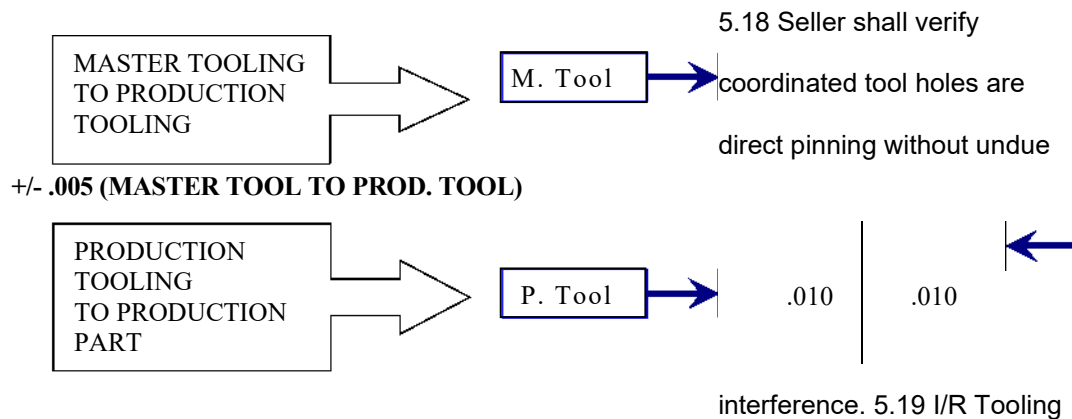 5.18 Seller shall verify
MASTER TOOLING
TO PRODUCTION
TOOLING
M. Tool
coordinated tool holes are
direct pinning without undue
+/- .005 (MASTER TOOL TO PROD. TOOL)
PRODUCTION
TOOLING
TO PRODUCTION
PART
P. Tool
.010
.010
interference. 5.19 I/R Tooling